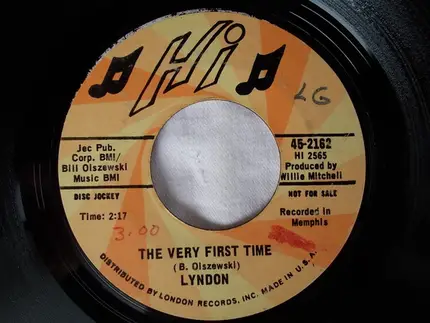 Hi
LG
Jec Pub.
Corp. BMI/
Bill Olszewski
Music BMI
DISC JOCKEY
Time: 2:17
3.00
45-2162
HI 2565
Produced by
Willie Mitchell
NOT FOR SALE
Recorded in
Memphis
THE VERY FIRST TIME
(B. Olszewski)
LYNDON
DISTRIBUTED BY LONDON RECORDS, INC. MADE IN U.S.A.